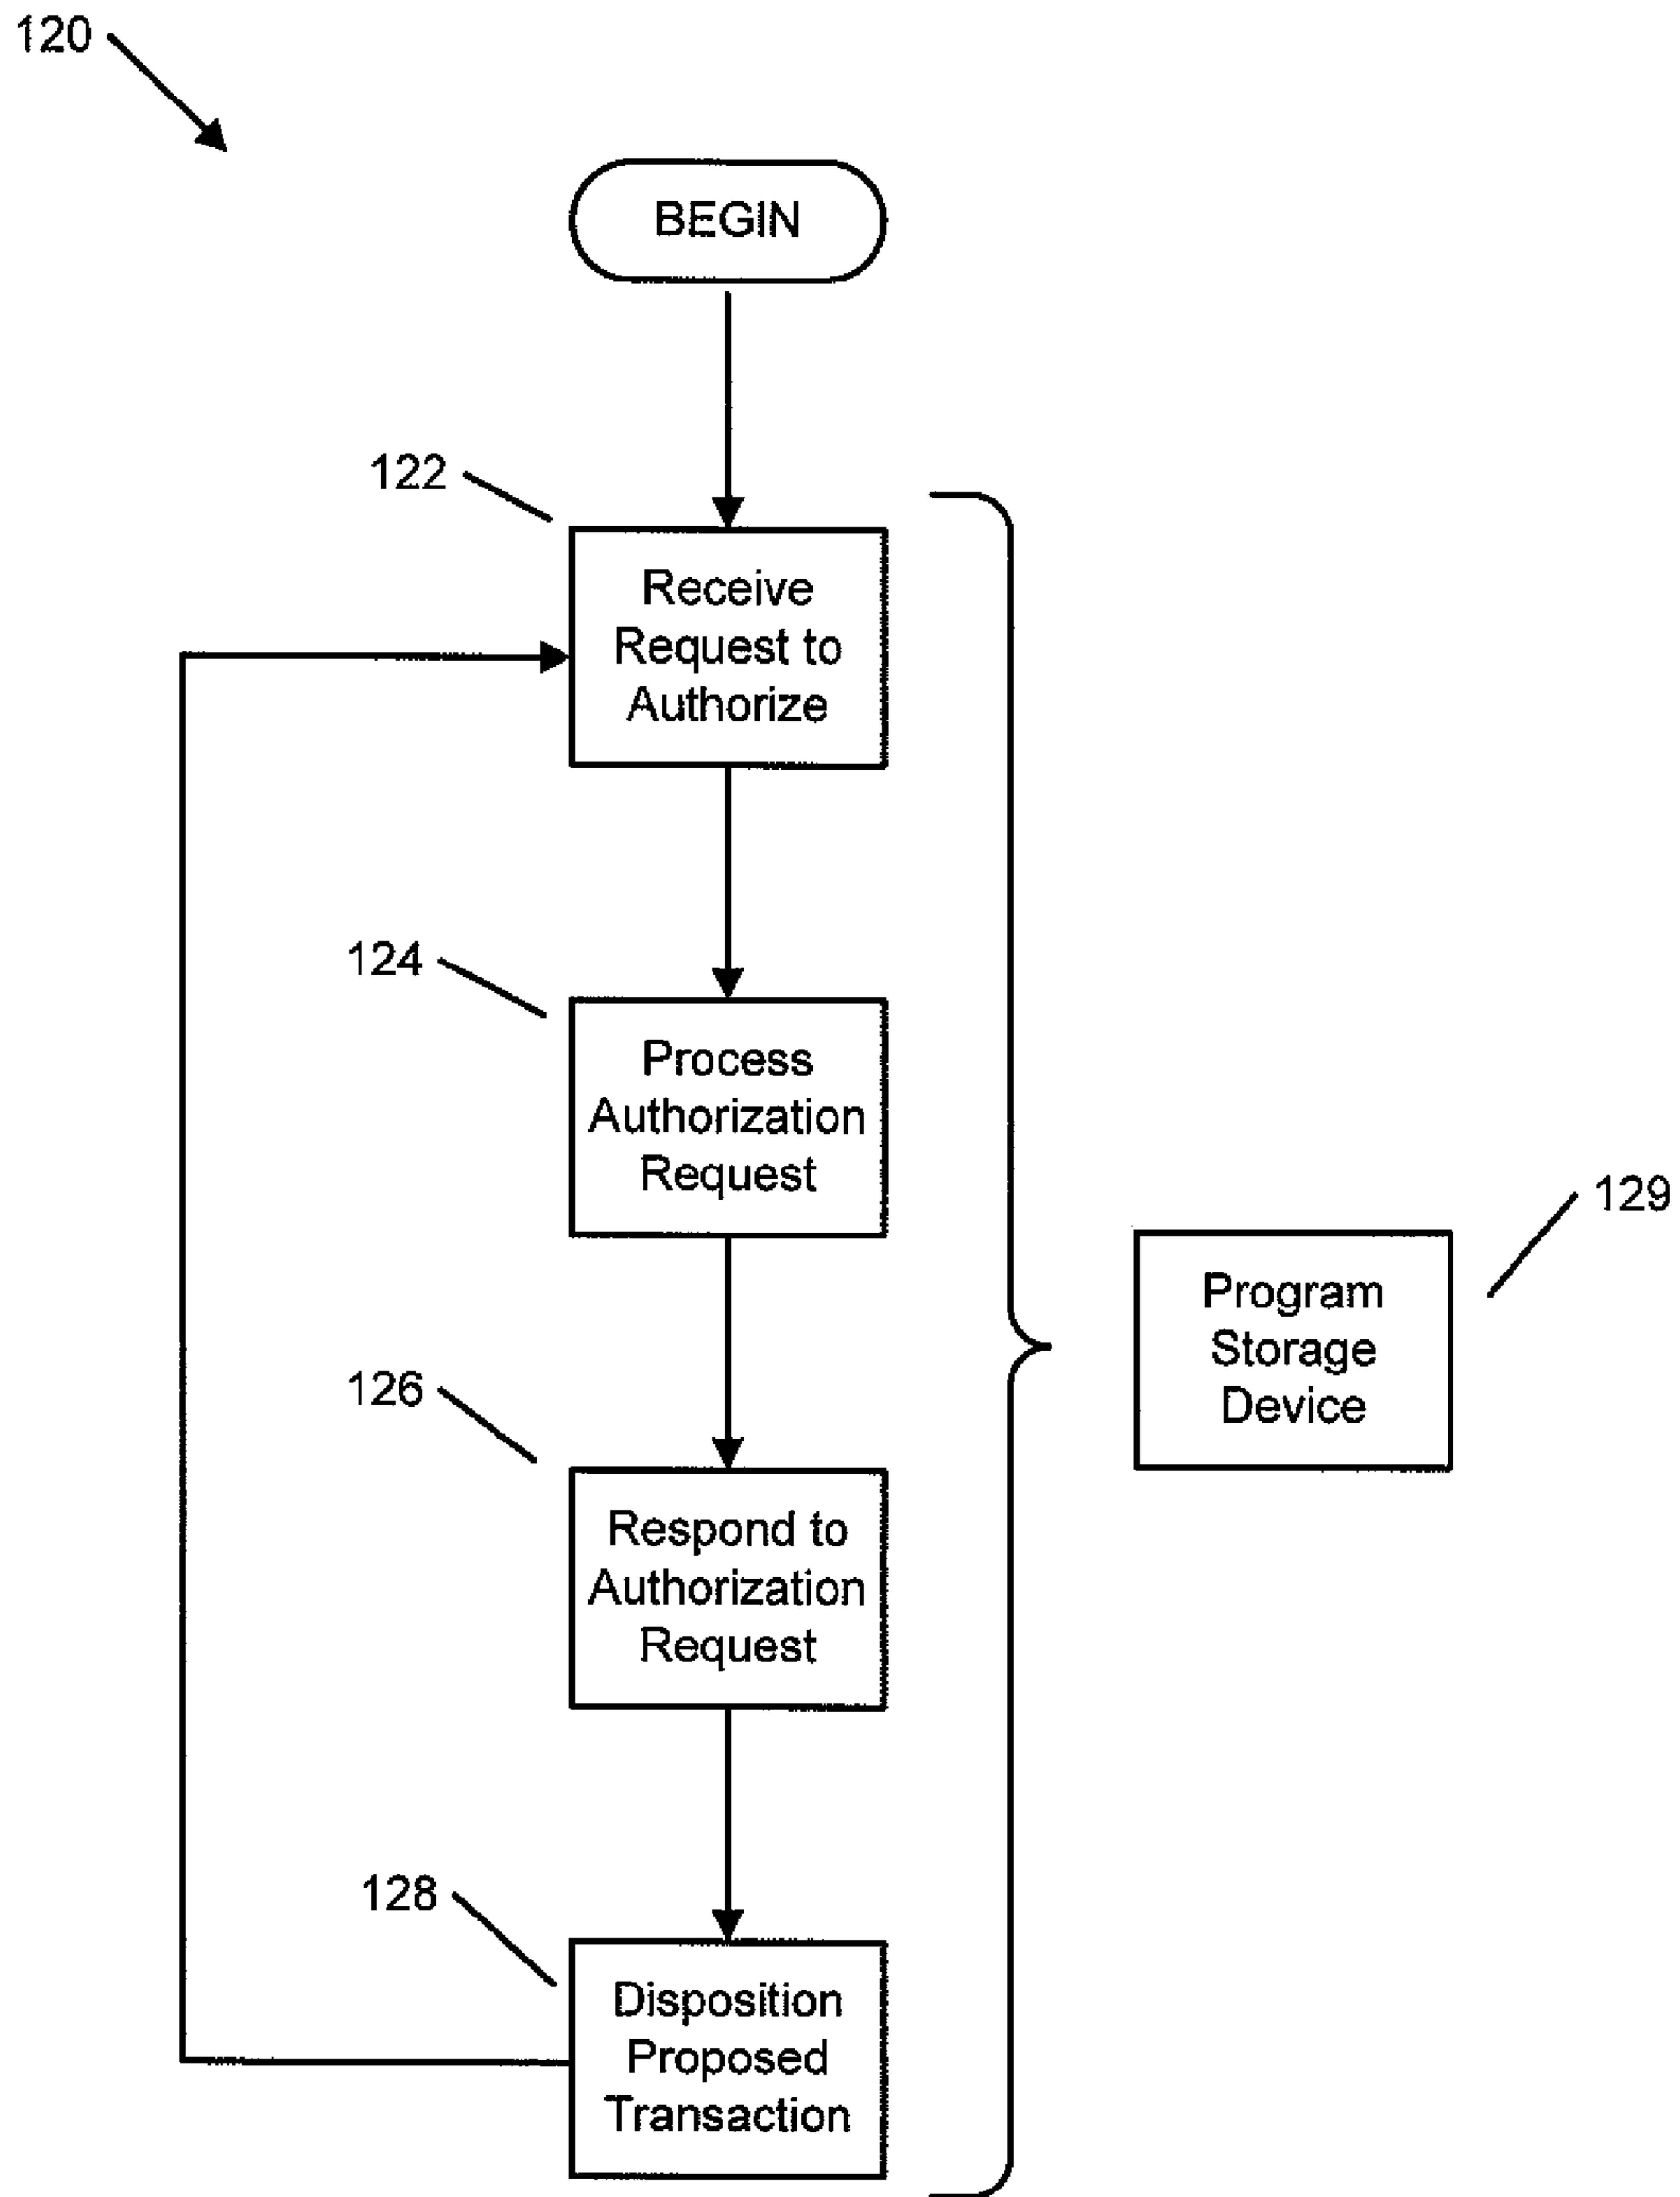 120
BEGIN
122
Receive
Request to
Authorize
124
Process
Authorization
Request
129
Program
Storage
Device
126
Respond to
Authorization
Request
128
Disposition
Proposed
Transaction